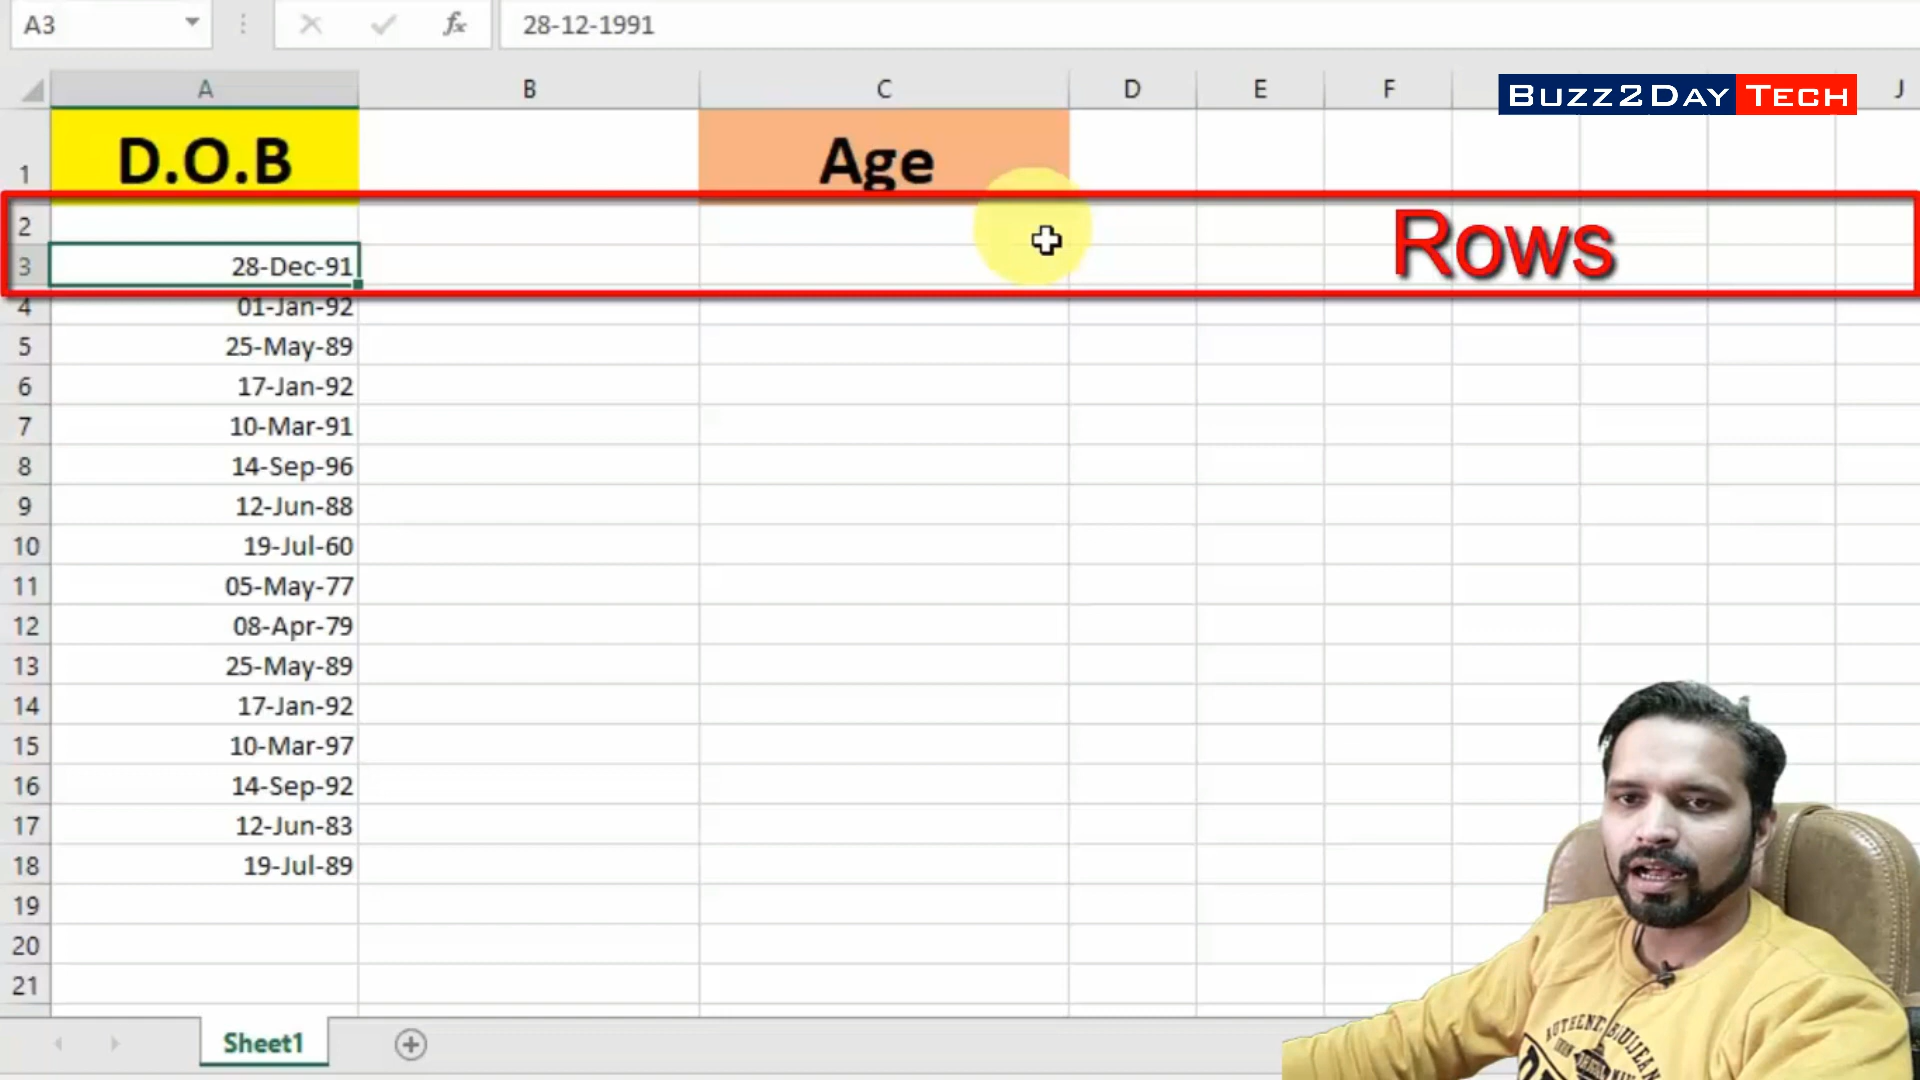 A3
fx
28-12-1991
A B C D E F J
BUZZ2DAY TECH
1 D.O.B Age
2
Rows
3 28-Dec-91
4 01-Jan-92
5 25-May-89
6 17-Jan-92
7 10-Mar-91
8 14-Sep-96
9 12-Jun-88
10 19-Jul-60
11 05-May-77
12 08-Apr-79
13 25-May-89
14 17-Jan-92
15 10-Mar-97
16 14-Sep-92
17 12-Jun-83
18 19-Jul-89
19
20
21
Sheet1